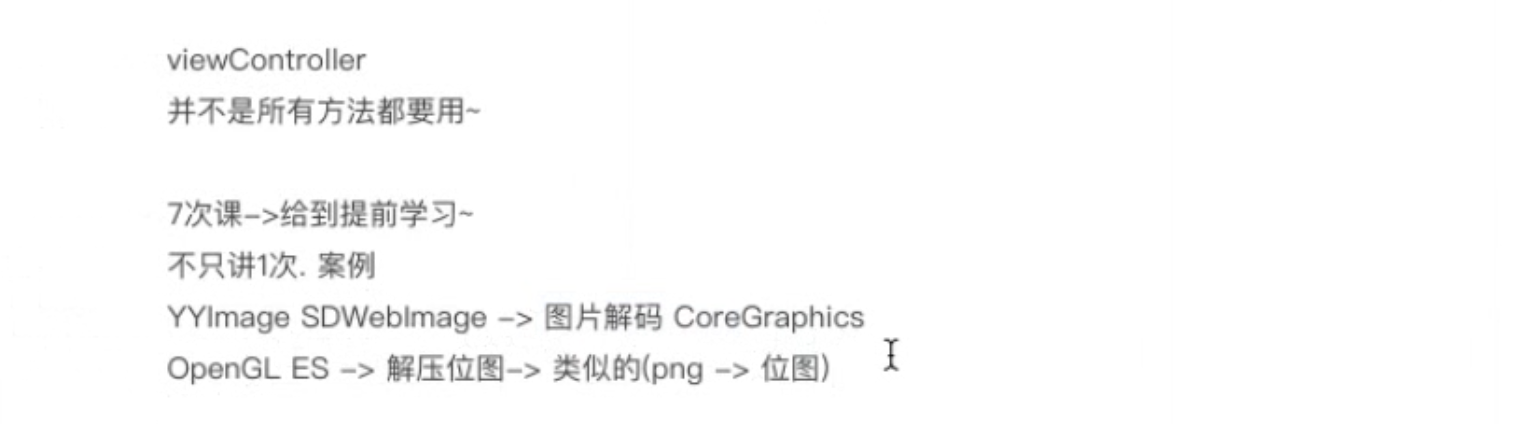 viewController
并不是所有方法都要用~
7次课->给到提前学习~
不只讲1次. 案例
YYImage SDWebImage -> 图片解码 CoreGraphics
OpenGL ES -> 解压位图-> 类似的(png -> 位图)